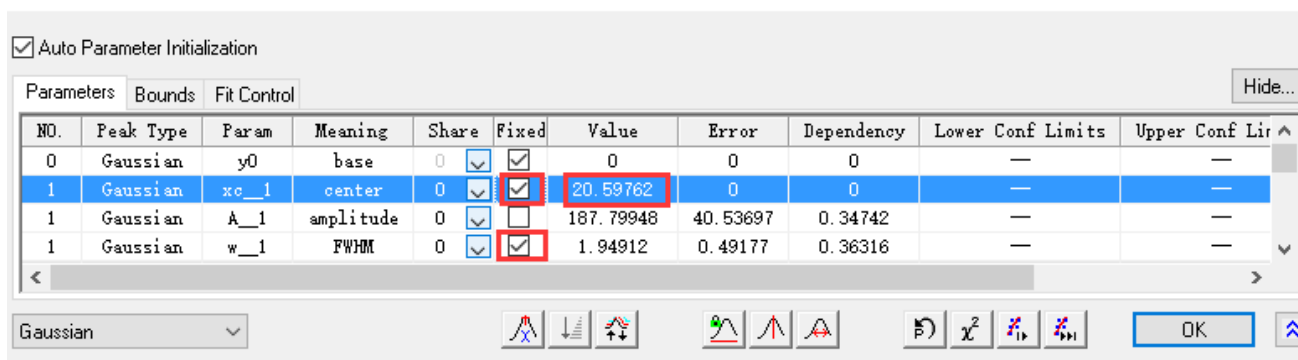 Auto Parameter Initialization
Parameters Bounds Fit Control Hide...
NO. Peak Type Param Meaning Share Fixed Value Error Dependency Lower Conf Limits Upper Conf Lir
0 Gaussian y0 base 0 0 0 0 — —
1 Gaussian xc__1 center 0 20.59762 0 0 — —
1 Gaussian A__1 amplitude 0 187.79948 40.53697 0.34742 — —
1 Gaussian w__1 FWHM 0 1.94912 0.49177 0.36316 — —
Gaussian χ² OK